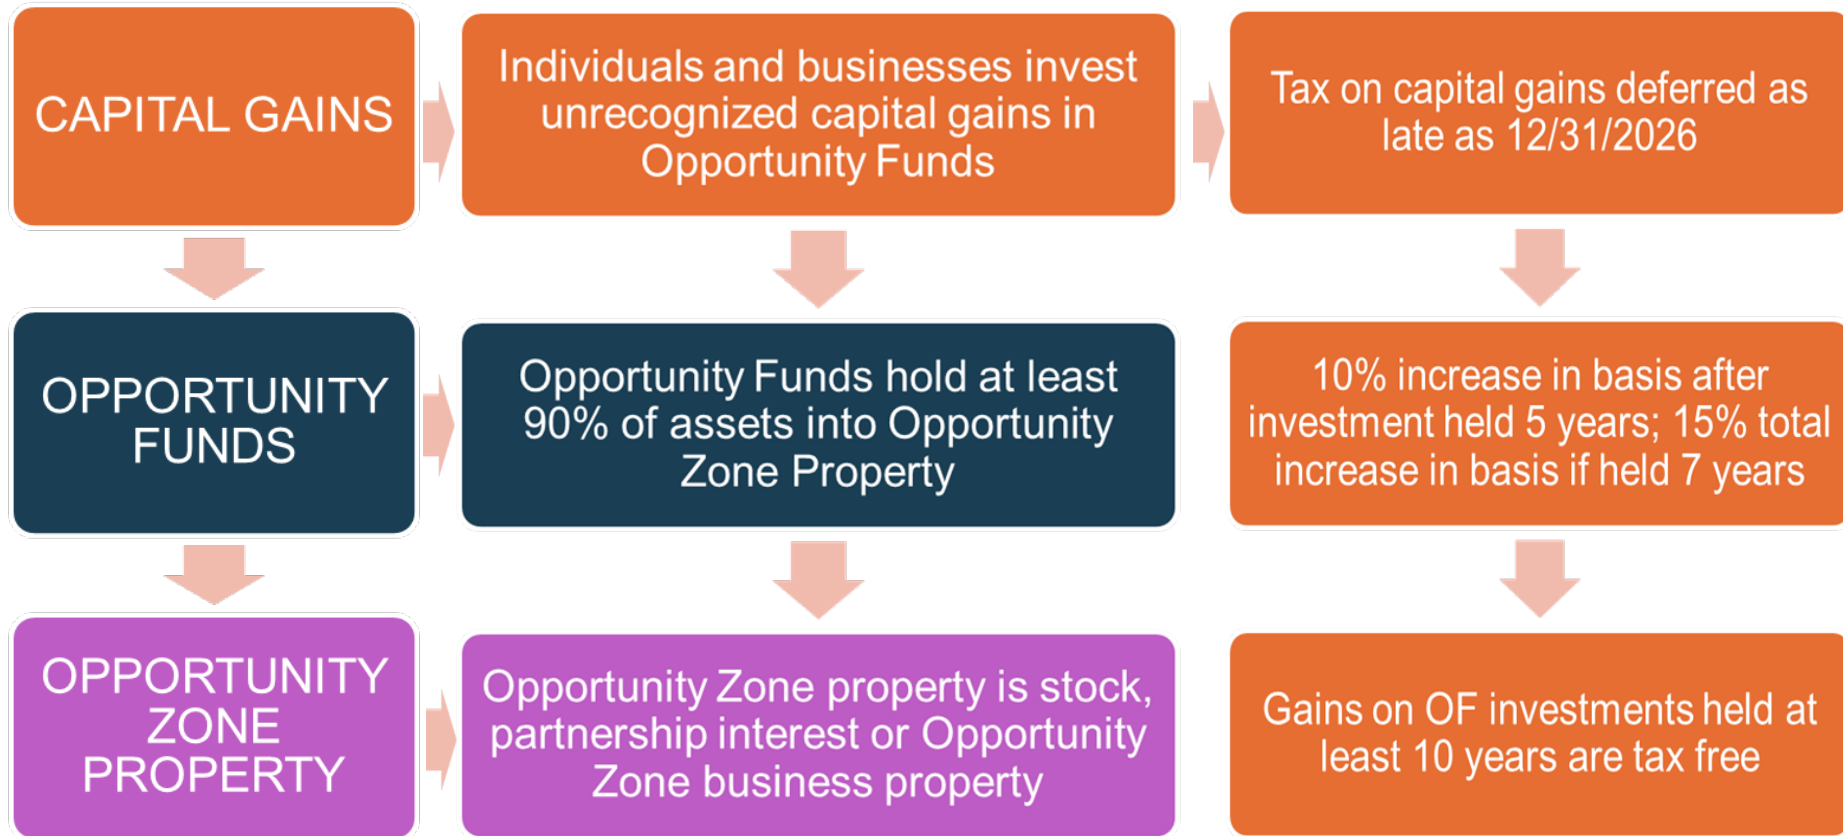 CAPITAL GAINS
Individuals and businesses invest
unrecognized capital gains in
Opportunity Funds
Tax on capital gains deferred as
late as 12/31/2026
OPPORTUNITY
FUNDS
Opportunity Funds hold at least
90% of assets into Opportunity
Zone Property
10% increase in basis after
investment held 5 years; 15% total
increase in basis if held 7 years
OPPORTUNITY
ZONE
PROPERTY
Opportunity Zone property is stock,
partnership interest or Opportunity
Zone business property
Gains on OF investments held at
least 10 years are tax free